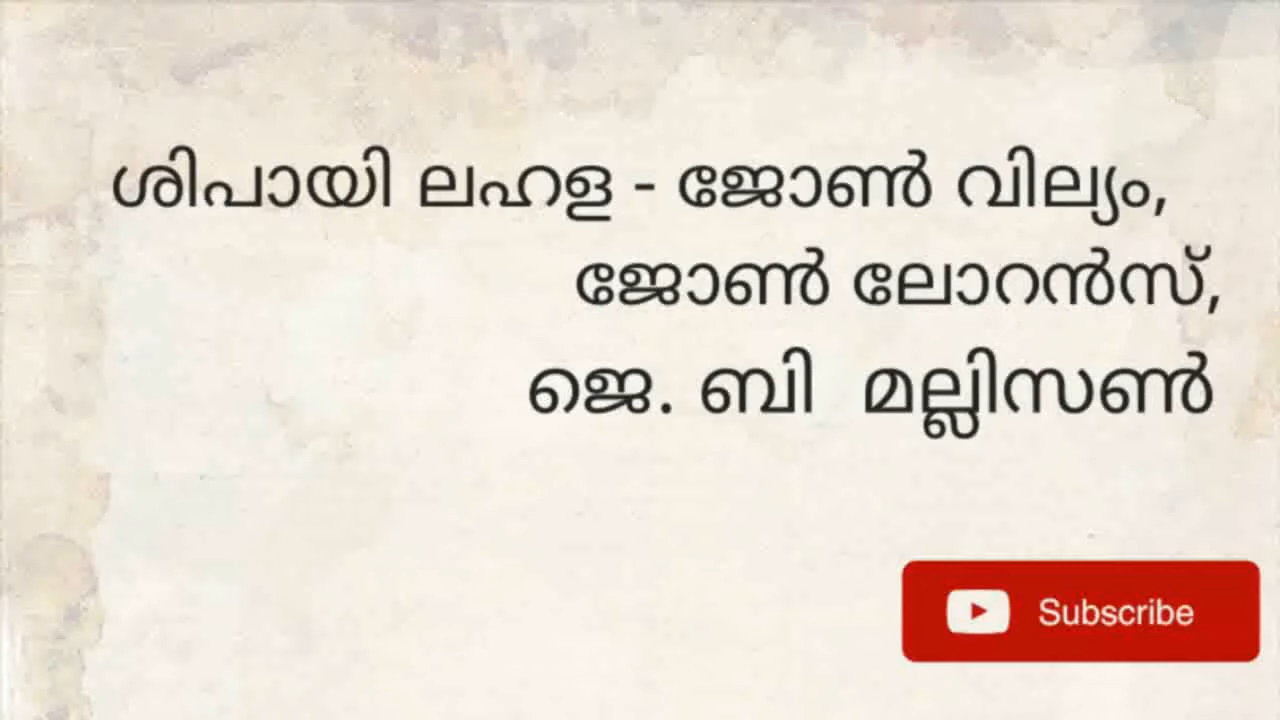 ശിപായി ലഹള - ജോൺ വില്യം,
ജോൺ ലോറൻസ്,
ജെ. ബി മല്ലിസൺ
Subscribe